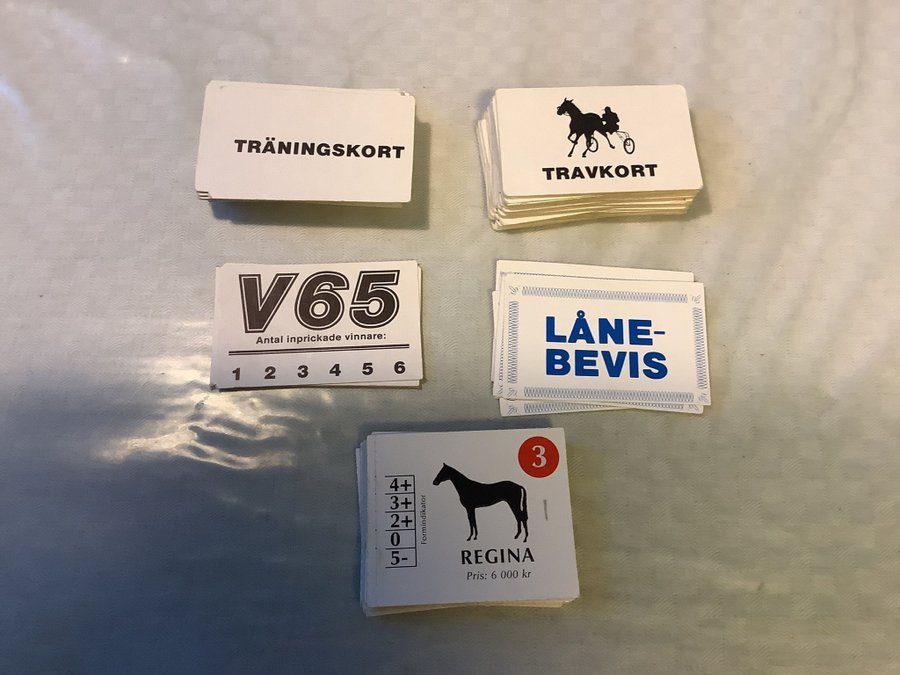 TRÄNINGSKORT
TRAVKORT
V65
Antal inprickade vinnare:
1 2 3 4 5 6
LÅNE-
BEVIS
3
4+
3+
2+
0
5-
Formindikator
REGINA
Pris: 6 000 kr